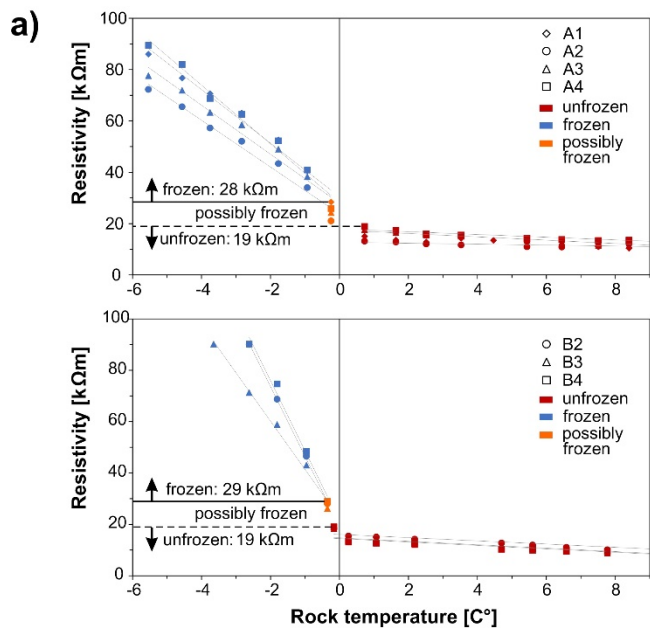 a)
Resistivity [kΩm]
100
80
60
40
20
0
frozen: 28 kΩm
possibly frozen
unfrozen: 19 kΩm
A1
A2
A3
A4
unfrozen
frozen
possibly
frozen
-6
-4
-2
0
2
4
6
8
Resistivity [kΩm]
100
80
60
40
20
0
frozen: 29 kΩm
possibly frozen
unfrozen: 19 kΩm
B2
B3
B4
unfrozen
frozen
possibly
frozen
-6
-4
-2
0
2
4
6
8
Rock temperature [C°]